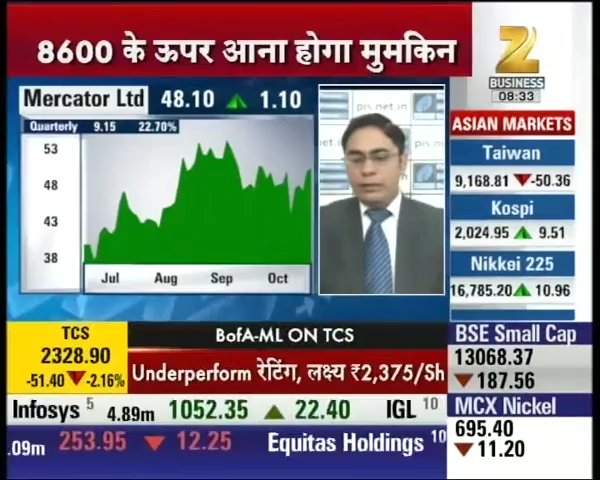 8600 के ऊपर आना होगा मुमकिन
Z
BUSINESS
08:33
Mercator Ltd 48.10 ▲ 1.10
Quarterly 9.15 22.70%
53
48
43
38
Jul Aug Sep Oct
pis.net.in
ASIAN MARKETS
Taiwan
9,168.81 ▼ -50.36
Kospi
2,024.95 ▲ 9.51
Nikkei 225
16,785.20 ▲ 10.96
TCS
2328.90
-51.40 ▼ -2.16%
BofA-ML ON TCS
Underperform रेटिंग, लक्ष्य ₹2,375/Sh
BSE Small Cap
13068.37
▼ 187.56
Infosys 5 4.89m 1052.35 ▲ 22.40 IGL 10
.09m 253.95 ▼ 12.25 Equitas Holdings 10
MCX Nickel
695.40
▼ 11.20